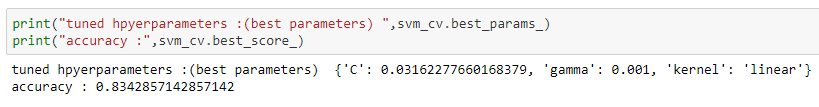 print("tuned hpyerparameters :(best parameters) ",svm_cv.best_params_)
print("accuracy :",svm_cv.best_score_)
tuned hpyerparameters :(best parameters)  {'C': 0.03162277660168379, 'gamma': 0.001, 'kernel': 'linear'}
accuracy : 0.8342857142857142